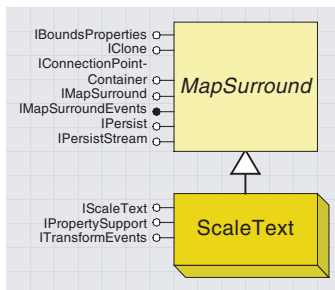 IBoundsProperties
IClone
IConnectionPoint-
Container
IMapSurround
IMapSurroundEvents
IPersist
IPersistStream
MapSurround
IScaleText
IPropertySupport
ITransformEvents
ScaleText